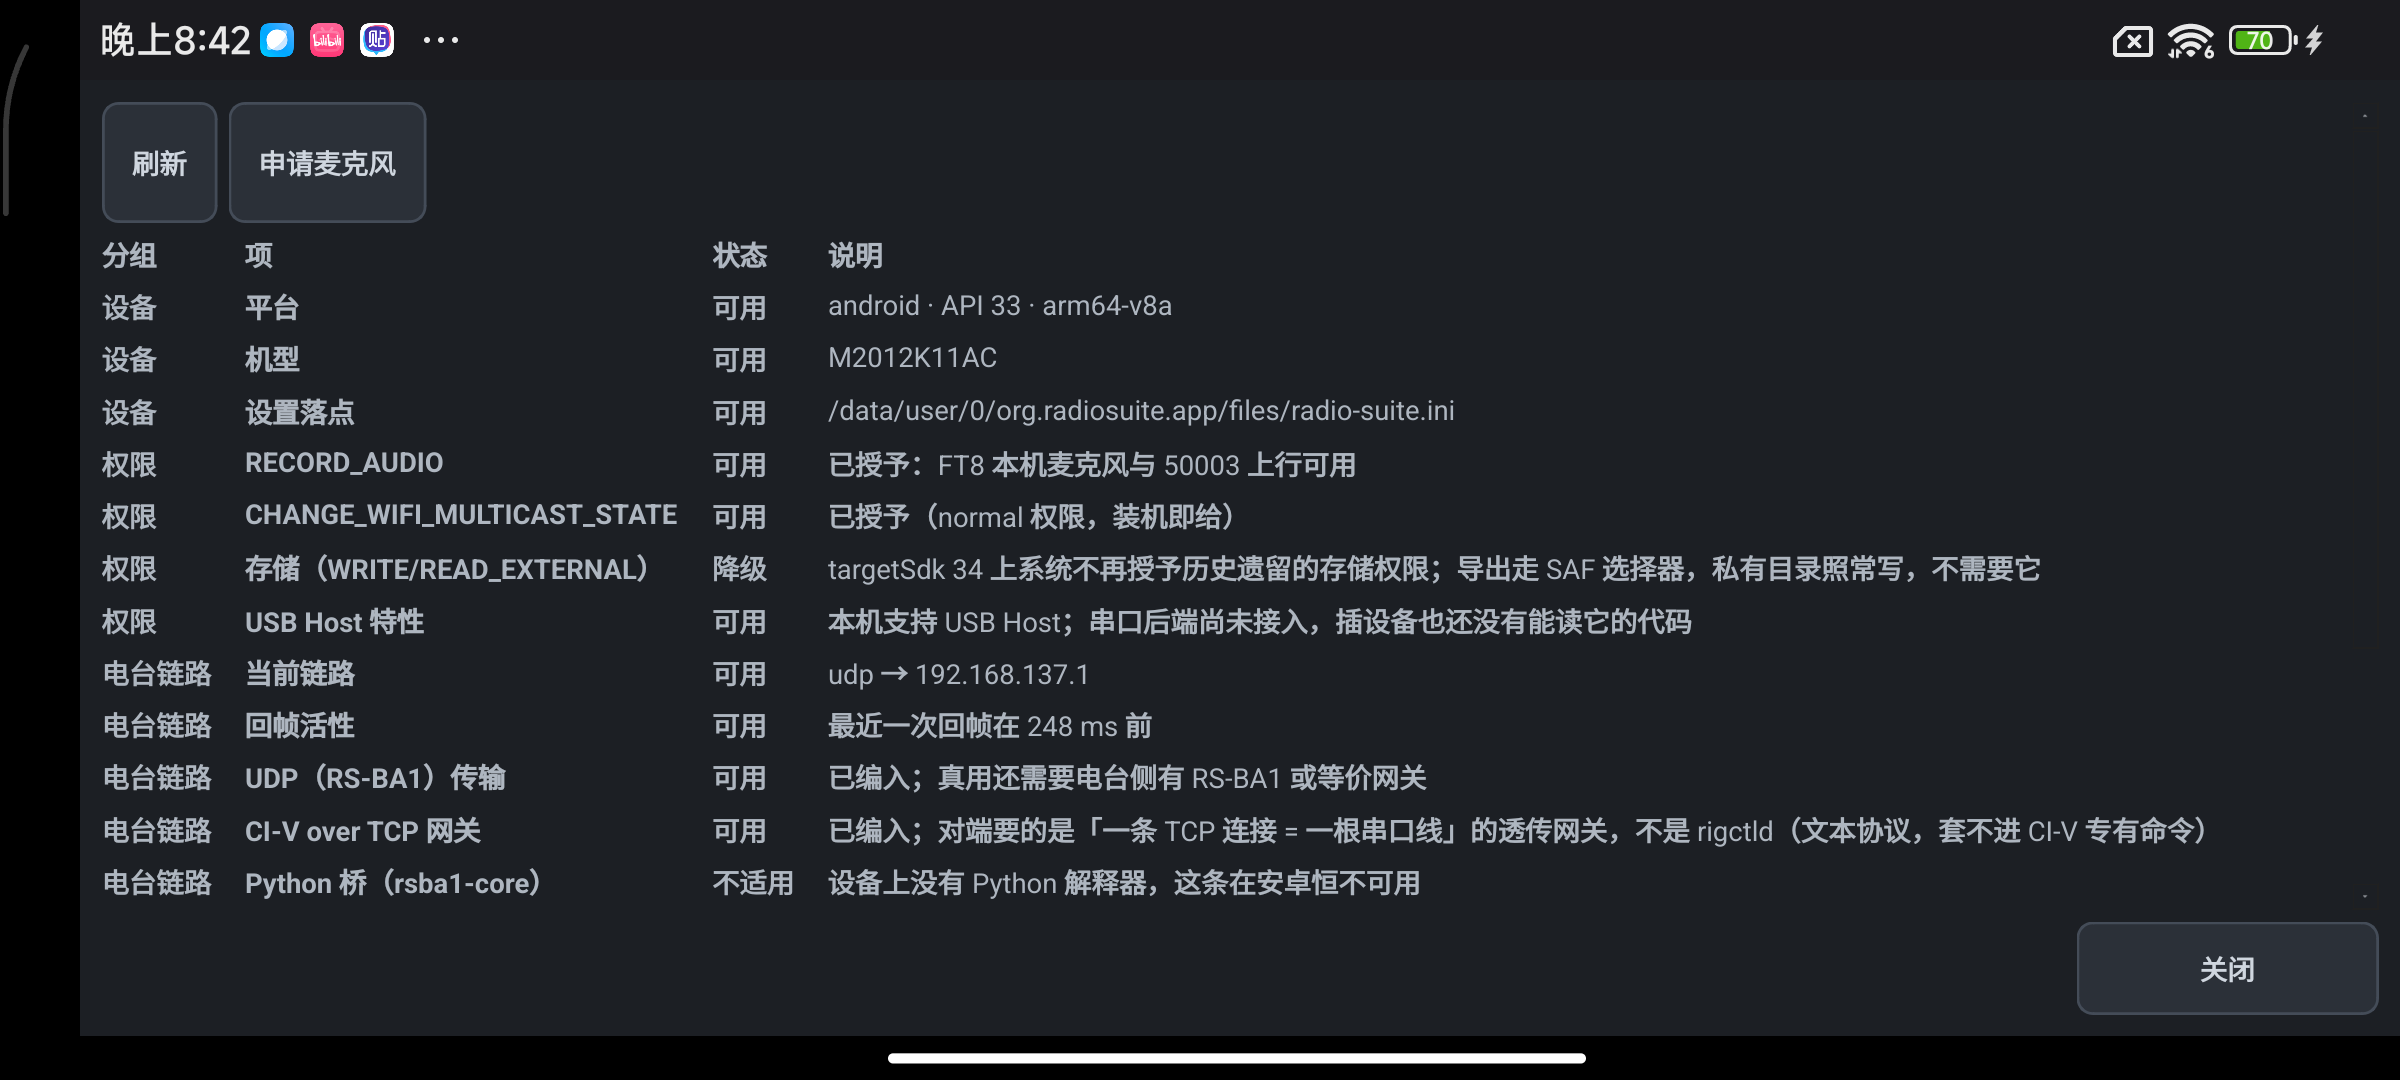 晚上8:42 bilibili 贴 ... 6 70
刷新 申请麦克风
分组 项 状态 说明
设备 平台 可用 android · API 33 · arm64-v8a
设备 机型 可用 M2012K11AC
设备 设置落点 可用 /data/user/0/org.radiosuite.app/files/radio-suite.ini
权限 RECORD_AUDIO 可用 已授予：FT8 本机麦克风与 50003 上行可用
权限 CHANGE_WIFI_MULTICAST_STATE 可用 已授予（normal 权限，装机即给）
权限 存储（WRITE/READ_EXTERNAL） 降级 targetSdk 34 上系统不再授予历史遗留的存储权限；导出走 SAF 选择器，私有目录照常写，不需要它
权限 USB Host 特性 可用 本机支持 USB Host；串口后端尚未接入，插设备也还没有能读它的代码
电台链路 当前链路 可用 udp → 192.168.137.1
电台链路 回帧活性 可用 最近一次回帧在 248 ms 前
电台链路 UDP（RS-BA1）传输 可用 已编入；真用还需要电台侧有 RS-BA1 或等价网关
电台链路 CI-V over TCP 网关 可用 已编入；对端要的是「一条 TCP 连接 = 一根串口线」的透传网关，不是 rigctld（文本协议，套不进 CI-V 专有命令）
电台链路 Python 桥（rsba1-core） 不适用 设备上没有 Python 解释器，这条在安卓恒不可用
关闭